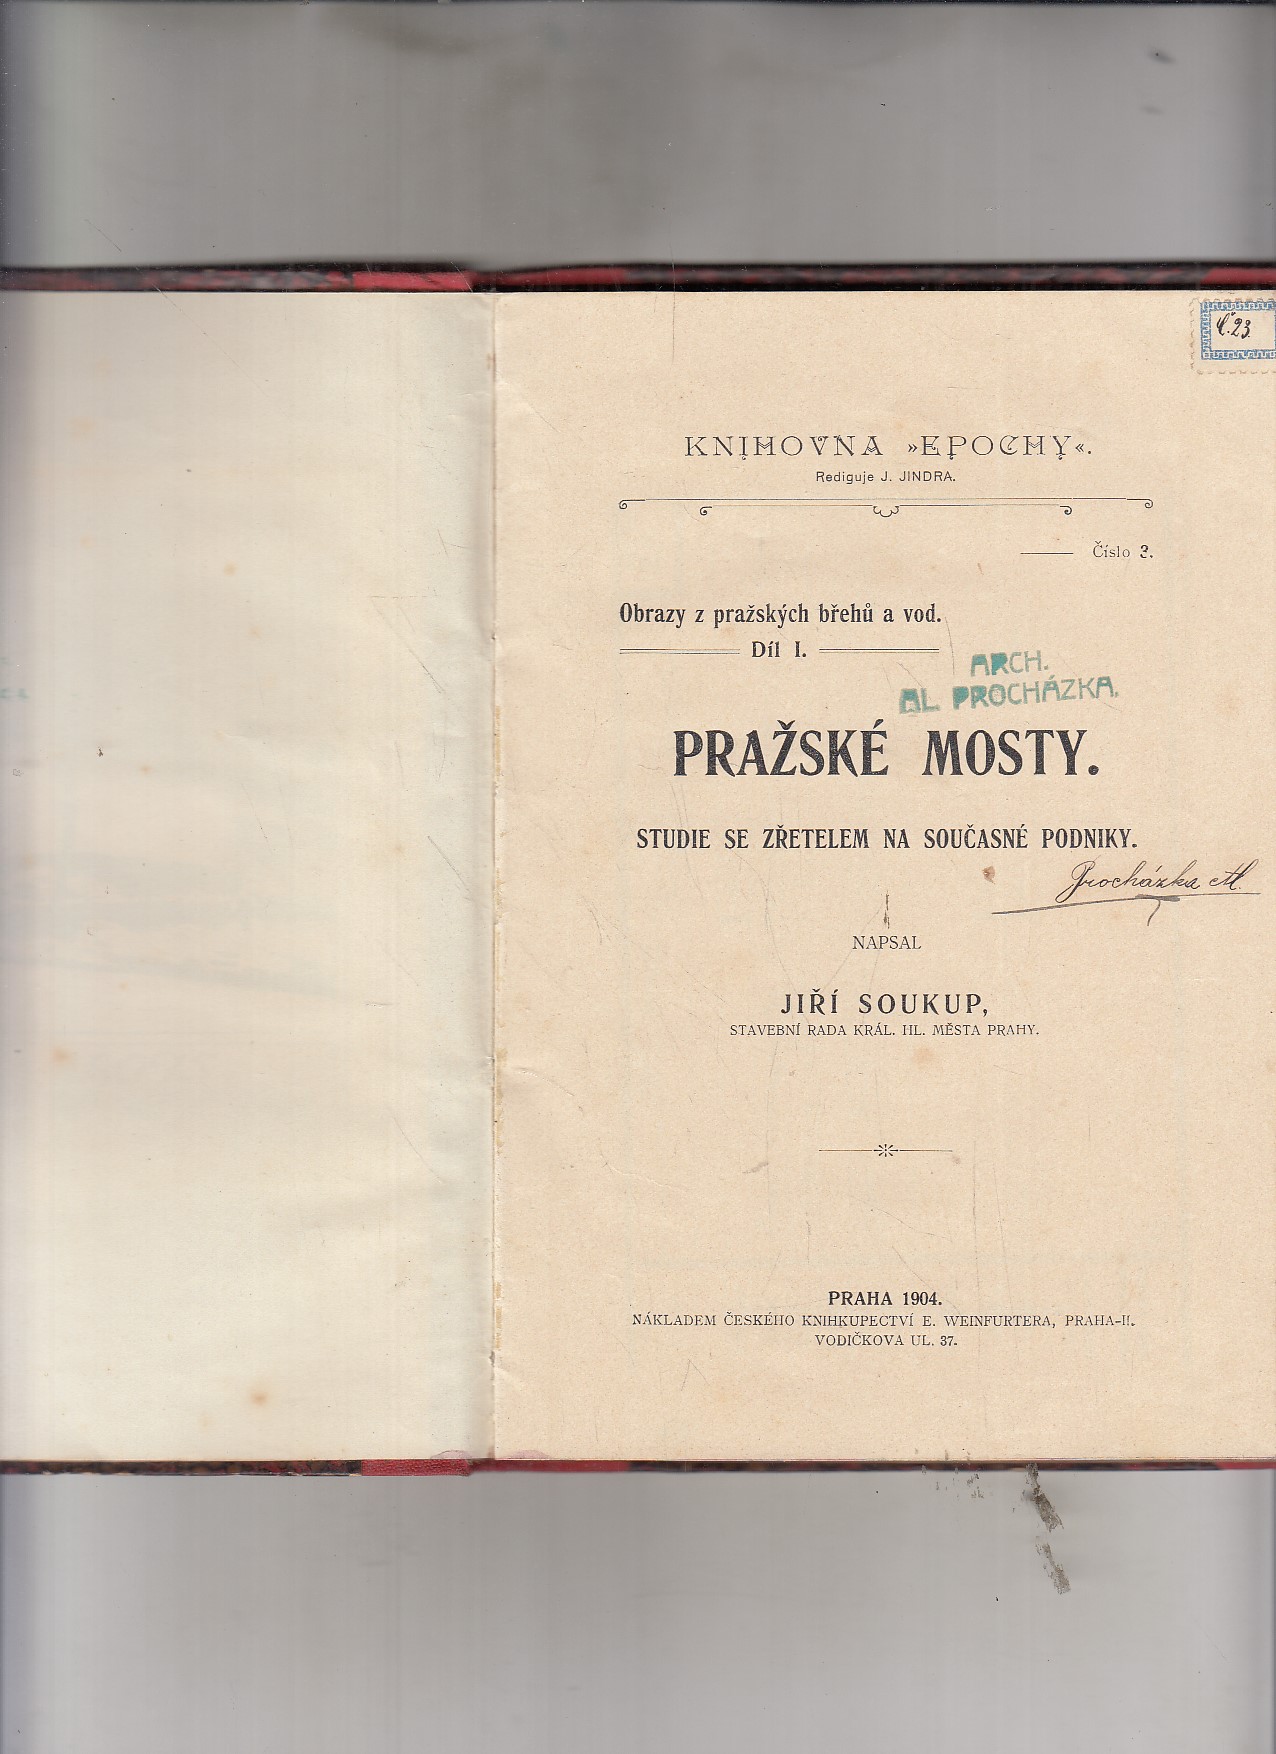 č.23.
KNIHOVNA »EPOCHY«.
Rediguje J. JINDRA.
Číslo 3.
Obrazy z pražských břehů a vod.
Díl I.
ARCH.
AL PROCHÁZKA.
PRAŽSKÉ MOSTY.
STUDIE SE ZŘETELEM NA SOUČASNÉ PODNIKY.
Procházka Al.
NAPSAL
JIŘÍ SOUKUP,
STAVEBNÍ RADA KRÁL. HL. MĚSTA PRAHY.
PRAHA 1904.
NÁKLADEM ČESKÉHO KNIHKUPECTVÍ E. WEINFURTERA, PRAHA-II.
VODIČKOVA UL. 37.